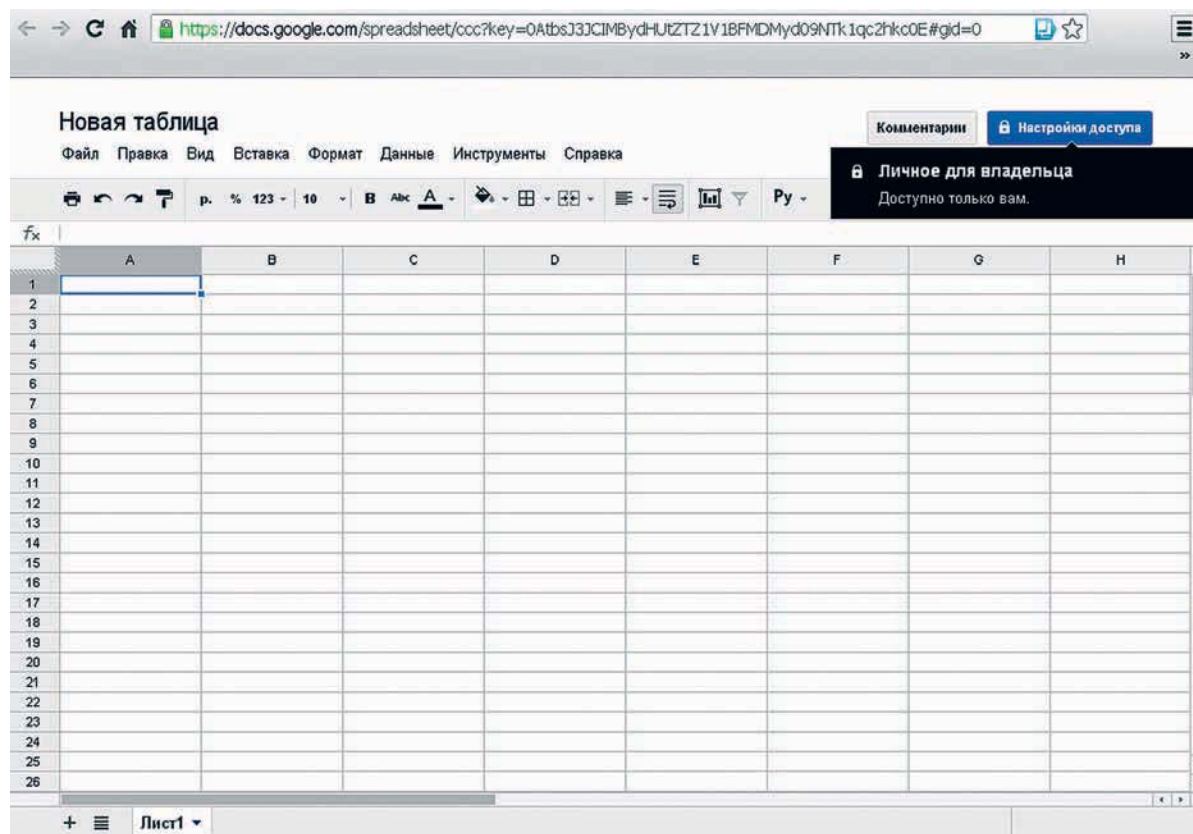 https://docs.google.com/spreadsheet/ccc?key=0AtbsJ3JCIMBydHUtZTZ1V1BFMDMyd09NTk1qc2hkc0E#gid=0
Новая таблица
Комментарии
Настройки доступа
Файл Правка Вид Вставка Формат Данные Инструменты Справка
Личное для владельца
Доступно только вам.
р. % 123 10 B Abc A Ру
fx
A B C D E F G H
1
2
3
4
5
6
7
8
9
10
11
12
13
14
15
16
17
18
19
20
21
22
23
24
25
26
+ Лист1